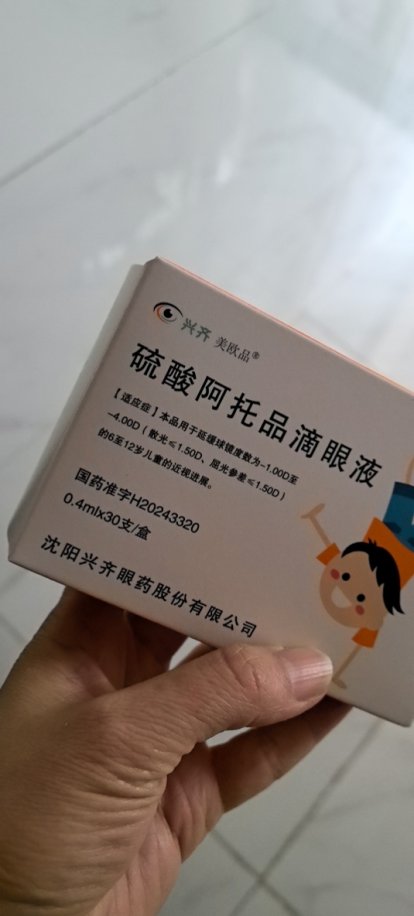 兴齐 美欧品®
硫酸阿托品滴眼液
【适应症】本品用于延缓球镜度数为-1.00D至
-4.00D（散光≤1.50D、屈光参差≤1.50D）
的6至12岁儿童的近视进展。
国药准字H20243320
0.4mlx30支/盒
沈阳兴齐眼药股份有限公司